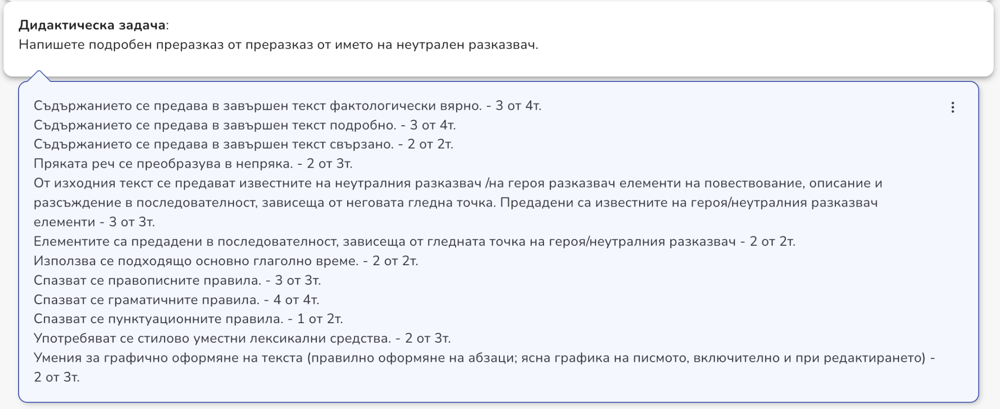 Дидактическа задача:
Напишете подробен преразказ от преразказ от името на неутрален разказвач.
Съдържанието се предава в завършен текст фактологически вярно. - 3 от 4т.
Съдържанието се предава в завършен текст подробно. - 3 от 4т.
Съдържанието се предава в завършен текст свързано. - 2 от 2т.
Пряката реч се преобразува в непряка. - 2 от 3т.
От изходния текст се предават известните на неутралния разказвач /на героя разказвач елементи на повествование, описание и
разсъждение в последователност, зависеща от неговата гледна точка. Предадени са известните на героя/неутралния разказвач
елементи - 3 от 3т.
Елементите са предадени в последователност, зависеща от гледната точка на героя/неутралния разказвач - 2 от 2т.
Използва се подходящо основно глаголно време. - 2 от 2т.
Спазват се правописните правила. - 3 от 3т.
Спазват се граматичните правила. - 4 от 4т.
Спазват се пунктуационните правила. - 1 от 2т.
Употребяват се стилово уместни лексикални средства. - 2 от 3т.
Умения за графично оформяне на текста (правилно оформяне на абзаци; ясна графика на писмото, включително и при редактирането) -
2 от 3т.